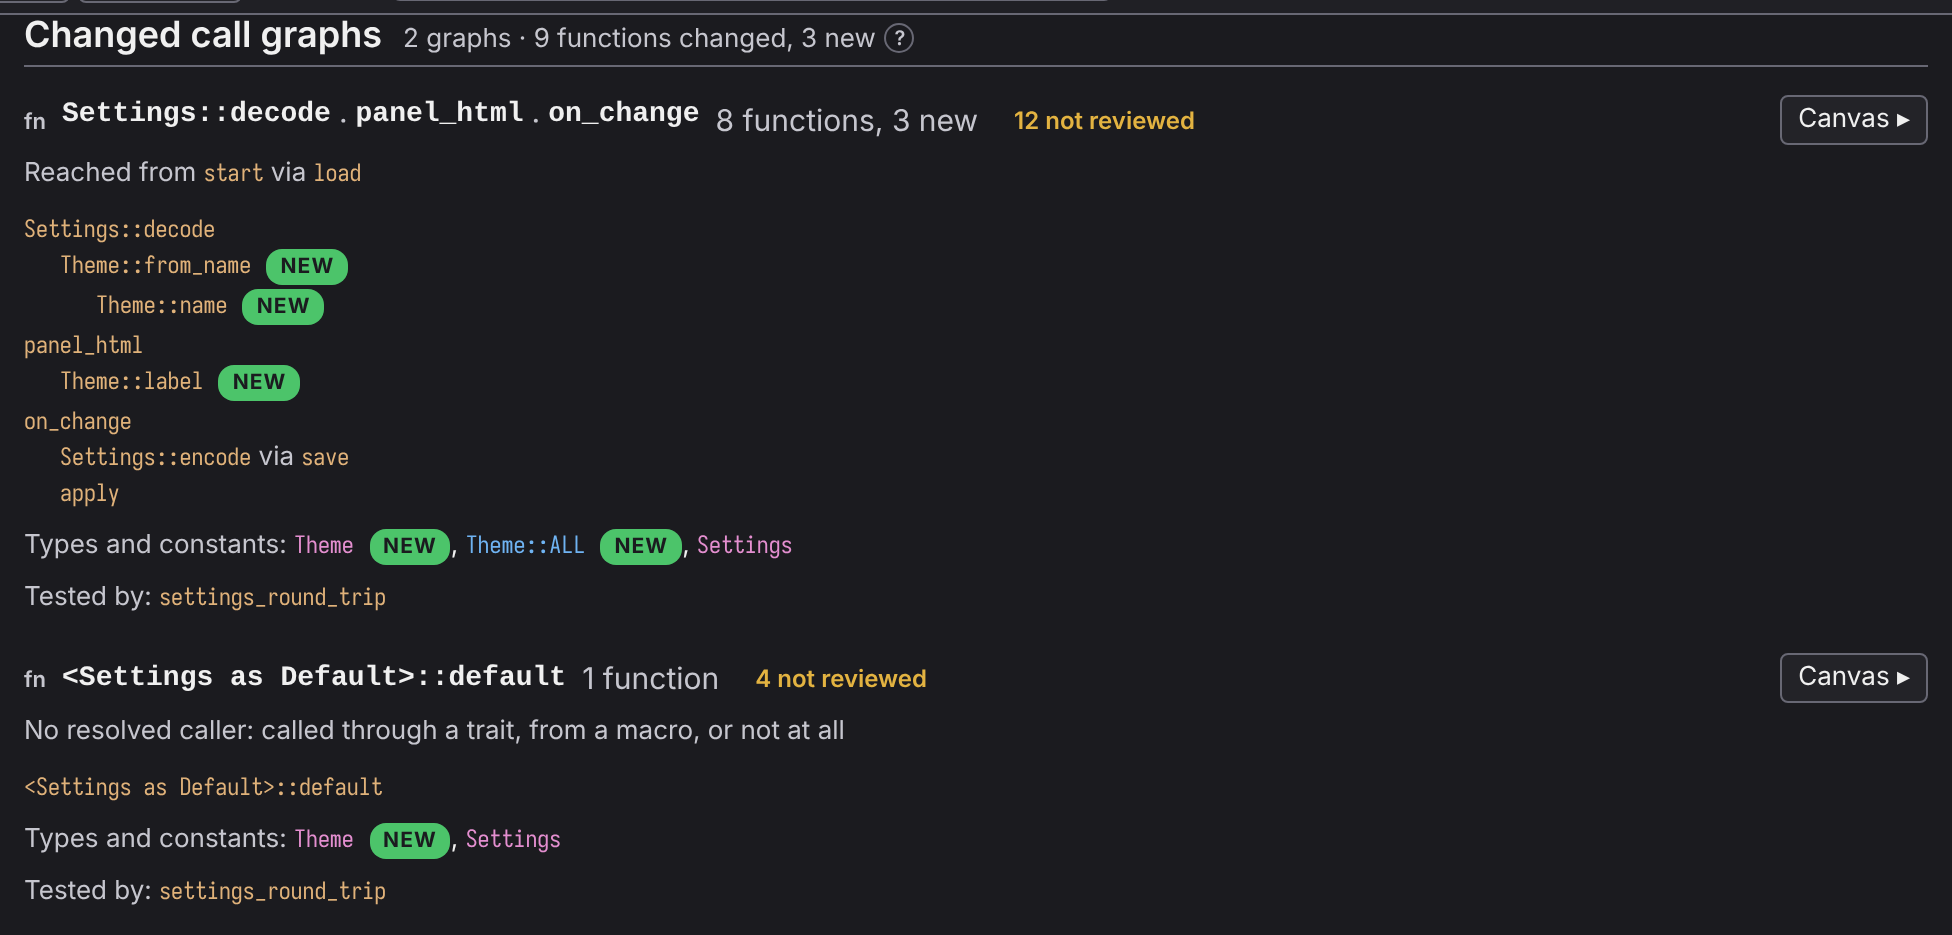 Changed call graphs 2 graphs · 9 functions changed, 3 new ?
fn Settings::decode . panel_html . on_change 8 functions, 3 new 12 not reviewed Canvas ▸
Reached from start via load
Settings::decode
Theme::from_name NEW
Theme::name NEW
panel_html
Theme::label NEW
on_change
Settings::encode via save
apply
Types and constants: Theme NEW, Theme::ALL NEW, Settings
Tested by: settings_round_trip
fn <Settings as Default>::default 1 function 4 not reviewed Canvas ▸
No resolved caller: called through a trait, from a macro, or not at all
<Settings as Default>::default
Types and constants: Theme NEW, Settings
Tested by: settings_round_trip